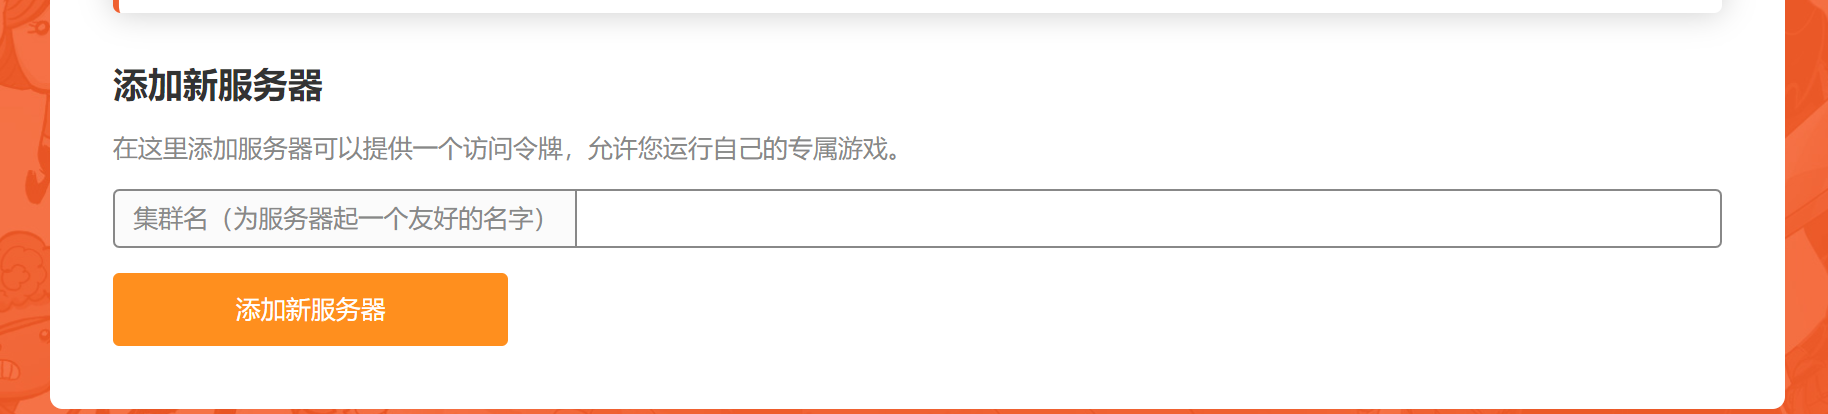 添加新服务器
在这里添加服务器可以提供一个访问令牌，允许您运行自己的专属游戏。
集群名（为服务器起一个友好的名字）
添加新服务器